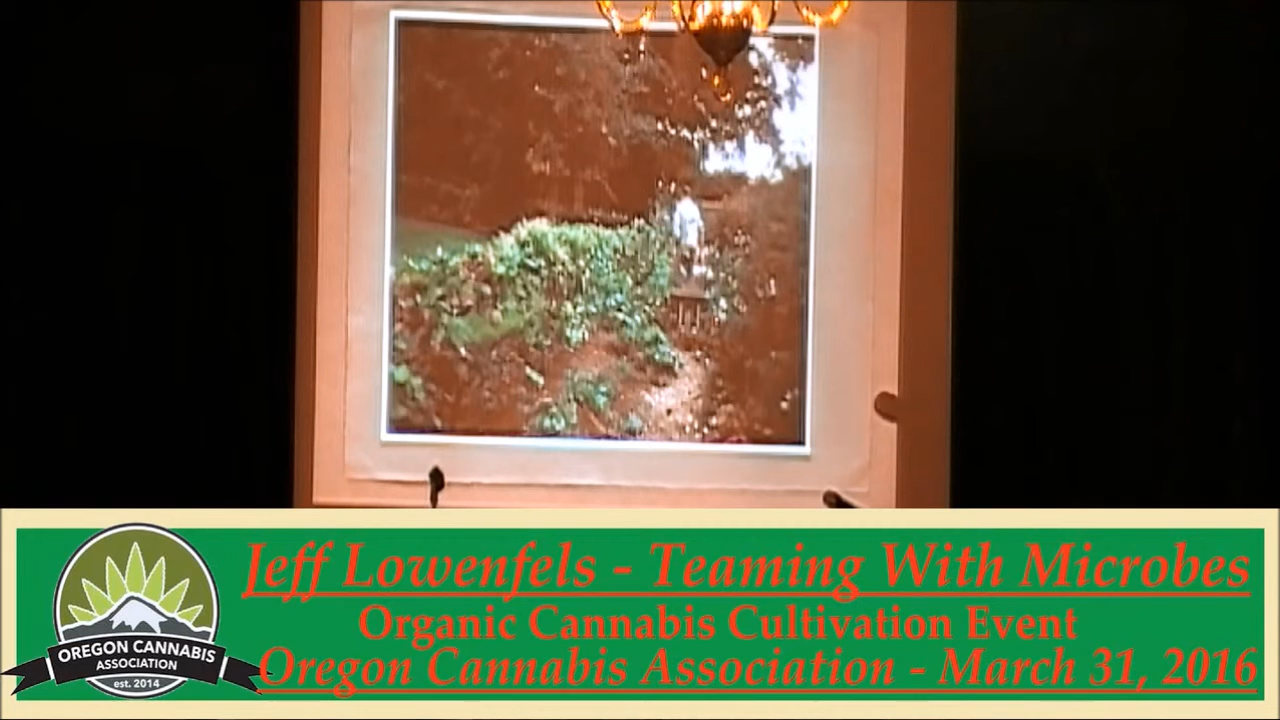 Jeff Lowenfels - Teaming With Microbes
Organic Cannabis Cultivation Event
Oregon Cannabis Association - March 31, 2016
OREGON CANNABIS
ASSOCIATION
est. 2014